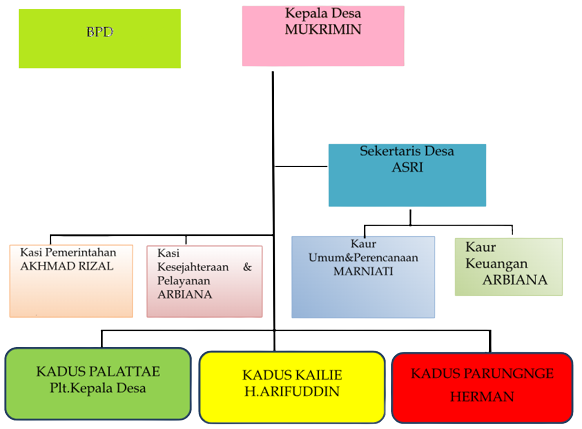 BPD
Kepala Desa
MUKRIMIN
Sekertaris Desa
ASRI
Kasi Pemerintahan
AKHMAD RIZAL
Kasi
Kesejahteraan &
Pelayanan
ARBIANA
Kaur
Umum&Perencanaan
MARNIATI
Kaur
Keuangan
ARBIANA
KADUS PALATTAE
Plt.Kepala Desa
KADUS KAILIE
H.ARIFUDDIN
KADUS PARUNGNGE
HERMAN